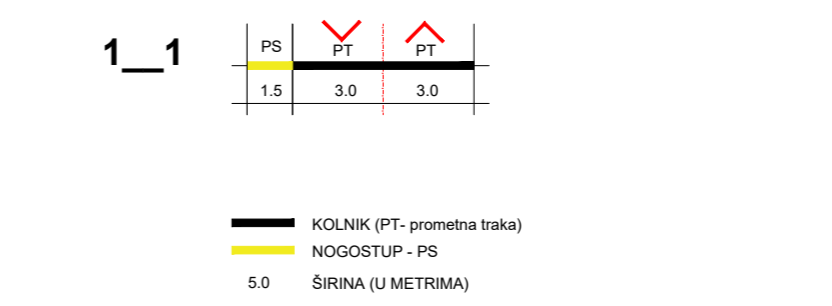 1__1
PS PT PT
1.5 3.0 3.0
KOLNIK (PT- prometna traka)
NOGOSTUP - PS
5.0 ŠIRINA (U METRIMA)